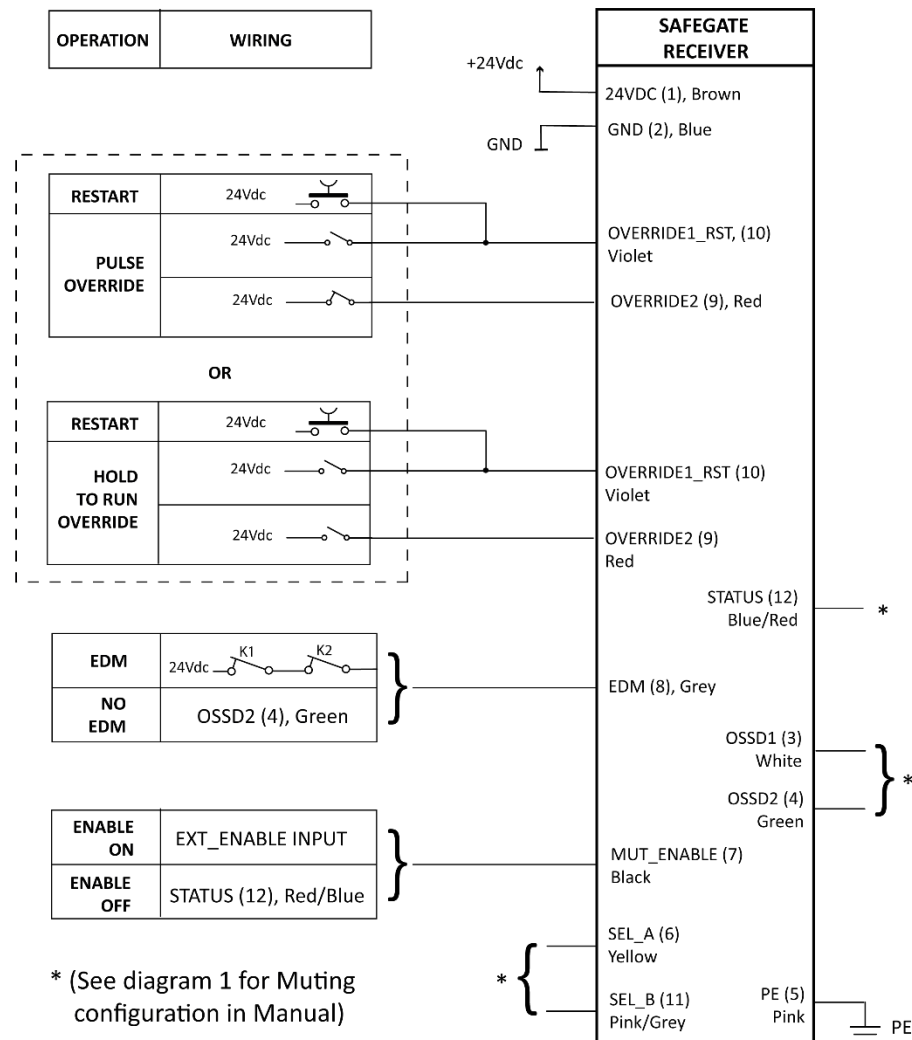 OPERATION
WIRING
SAFEGATE
RECEIVER
+24Vdc
24VDC (1), Brown
GND
GND (2), Blue
RESTART
24Vdc
PULSE
OVERRIDE
24Vdc
24Vdc
OVERRIDE1_RST, (10)
Violet
OVERRIDE2 (9), Red
OR
RESTART
24Vdc
HOLD
TO RUN
OVERRIDE
24Vdc
24Vdc
OVERRIDE1_RST (10)
Violet
OVERRIDE2 (9)
Red
STATUS (12)
Blue/Red
*
EDM
24Vdc
K1
K2
NO
EDM
OSSD2 (4), Green
EDM (8), Grey
OSSD1 (3)
White
OSSD2 (4)
Green
*
ENABLE
ON
EXT_ENABLE INPUT
ENABLE
OFF
STATUS (12), Red/Blue
MUT_ENABLE (7)
Black
SEL_A (6)
Yellow
*
SEL_B (11)
Pink/Grey
PE (5)
Pink
PE
* (See diagram 1 for Muting
configuration in Manual)